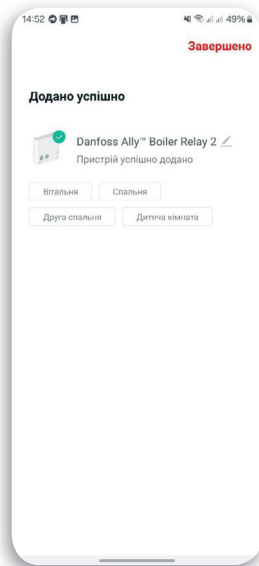 14:52 49%
Завершено
Додано успішно
Danfoss Ally™ Boiler Relay 2
Пристрій успішно додано
Вітальня Спальня
Друга спальня Дитяча кімната